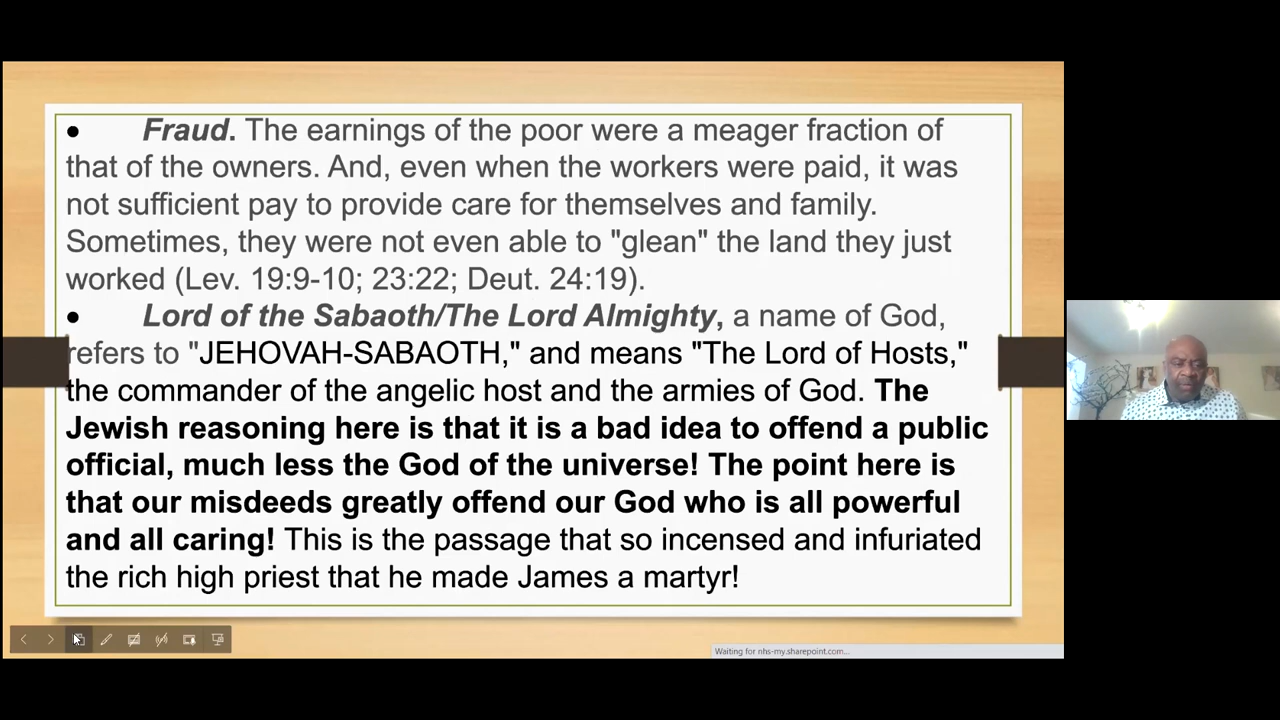 • Fraud. The earnings of the poor were a meager fraction of
that of the owners. And, even when the workers were paid, it was
not sufficient pay to provide care for themselves and family.
Sometimes, they were not even able to "glean" the land they just
worked (Lev. 19:9-10; 23:22; Deut. 24:19).
• Lord of the Sabaoth/The Lord Almighty, a name of God,
refers to "JEHOVAH-SABAOTH," and means "The Lord of Hosts,"
the commander of the angelic host and the armies of God. The
Jewish reasoning here is that it is a bad idea to offend a public
official, much less the God of the universe! The point here is
that our misdeeds greatly offend our God who is all powerful
and all caring! This is the passage that so incensed and infuriated
the rich high priest that he made James a martyr!
Waiting for nhs-my.sharepoint.com...